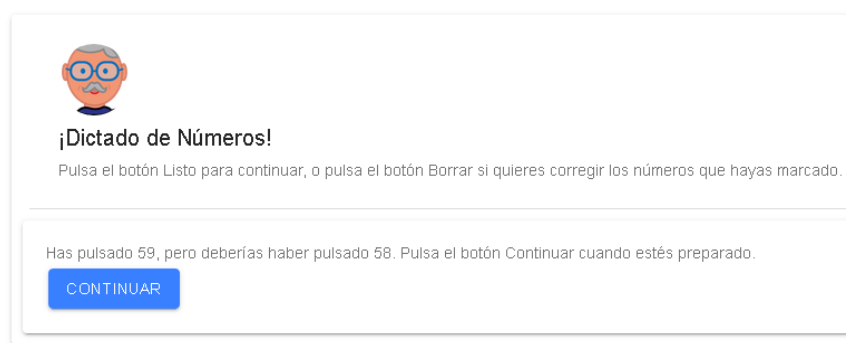 ¡Dictado de Números!
Pulsa el botón Listo para continuar, o pulsa el botón Borrar si quieres corregir los números que hayas marcado.
Has pulsado 59, pero deberías haber pulsado 58. Pulsa el botón Continuar cuando estés preparado.
CONTINUAR